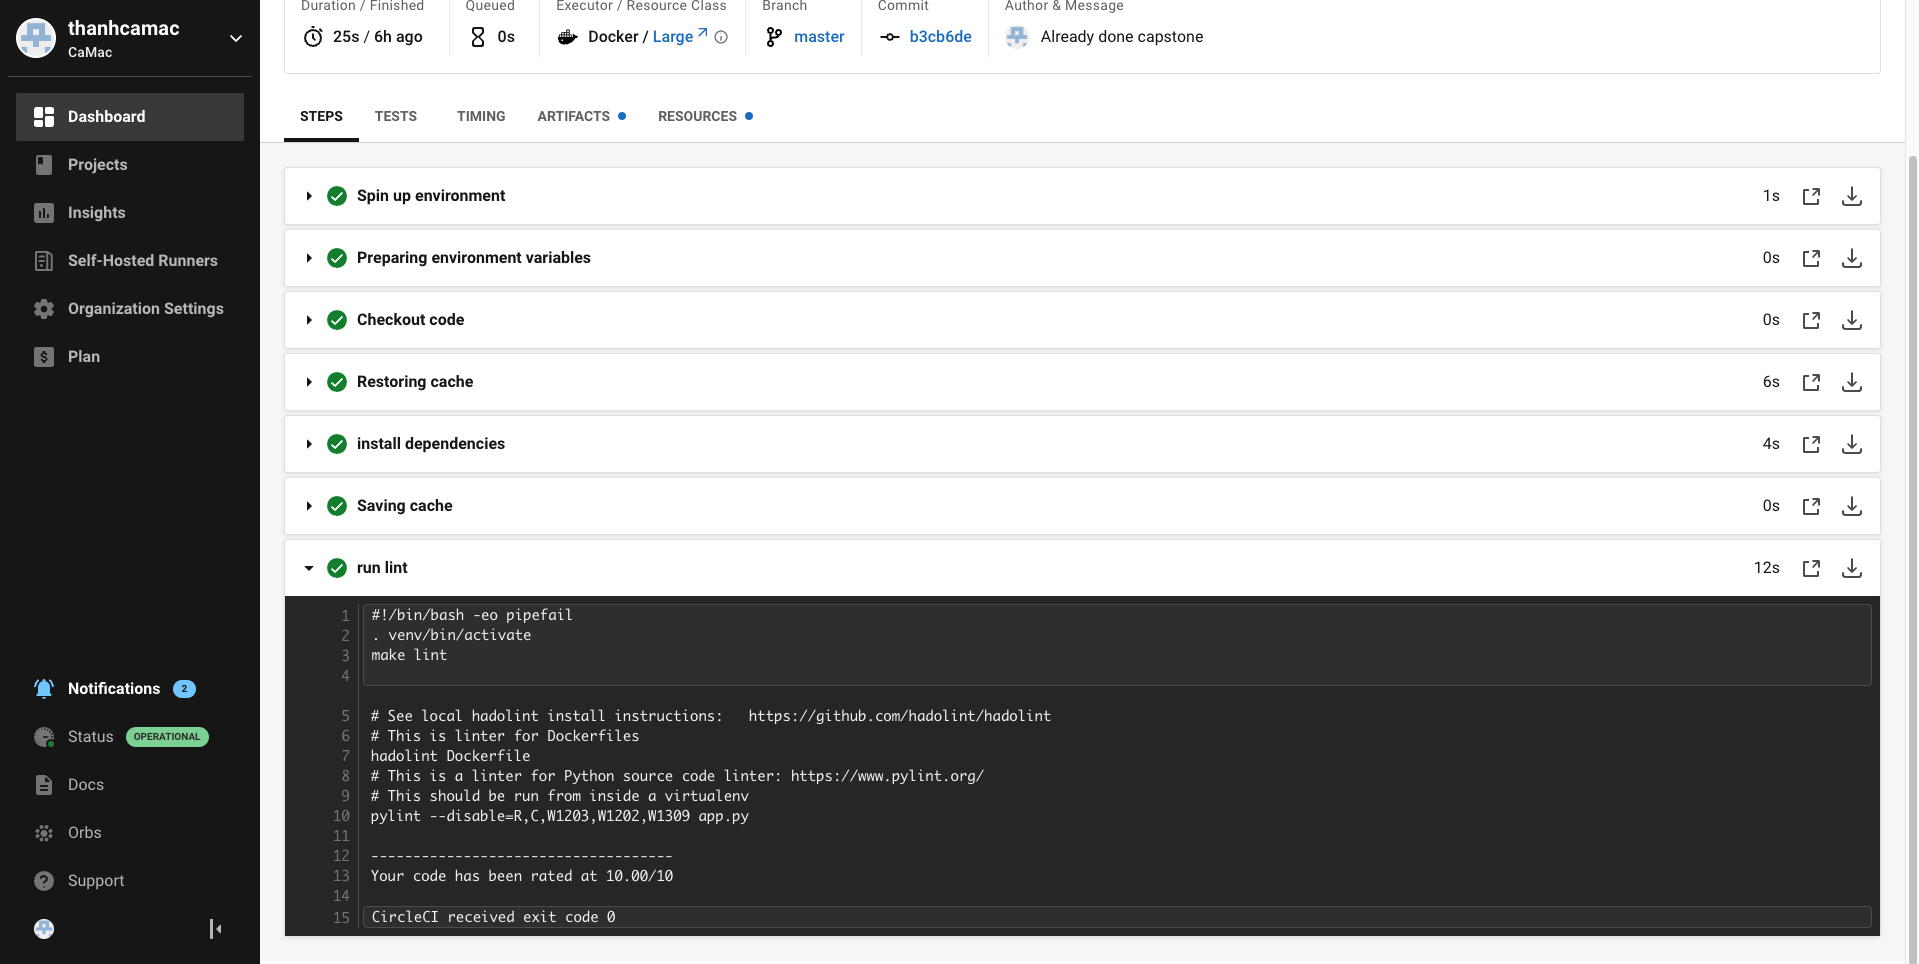 thanhcamac
CaMac
Dashboard
Projects
Insights
Self-Hosted Runners
Organization Settings
Plan
Notifications 2
Status OPERATIONAL
Docs
Orbs
Support
Duration / Finished
25s / 6h ago
Queued
0s
Executor / Resource Class
Docker / Large
Branch
master
Commit
b3cb6de
Author & Message
Already done capstone
STEPS TESTS TIMING ARTIFACTS RESOURCES
Spin up environment 1s
Preparing environment variables 0s
Checkout code 0s
Restoring cache 6s
install dependencies 4s
Saving cache 0s
run lint 12s
1 #!/bin/bash -eo pipefail
2 . venv/bin/activate
3 make lint
4
5 # See local hadolint install instructions:   https://github.com/hadolint/hadolint
6 # This is linter for Dockerfiles
7 hadolint Dockerfile
8 # This is a linter for Python source code linter: https://www.pylint.org/
9 # This should be run from inside a virtualenv
10 pylint --disable=R,C,W1203,W1202,W1309 app.py
11
12 ------------------------------------
13 Your code has been rated at 10.00/10
14
15 CircleCI received exit code 0